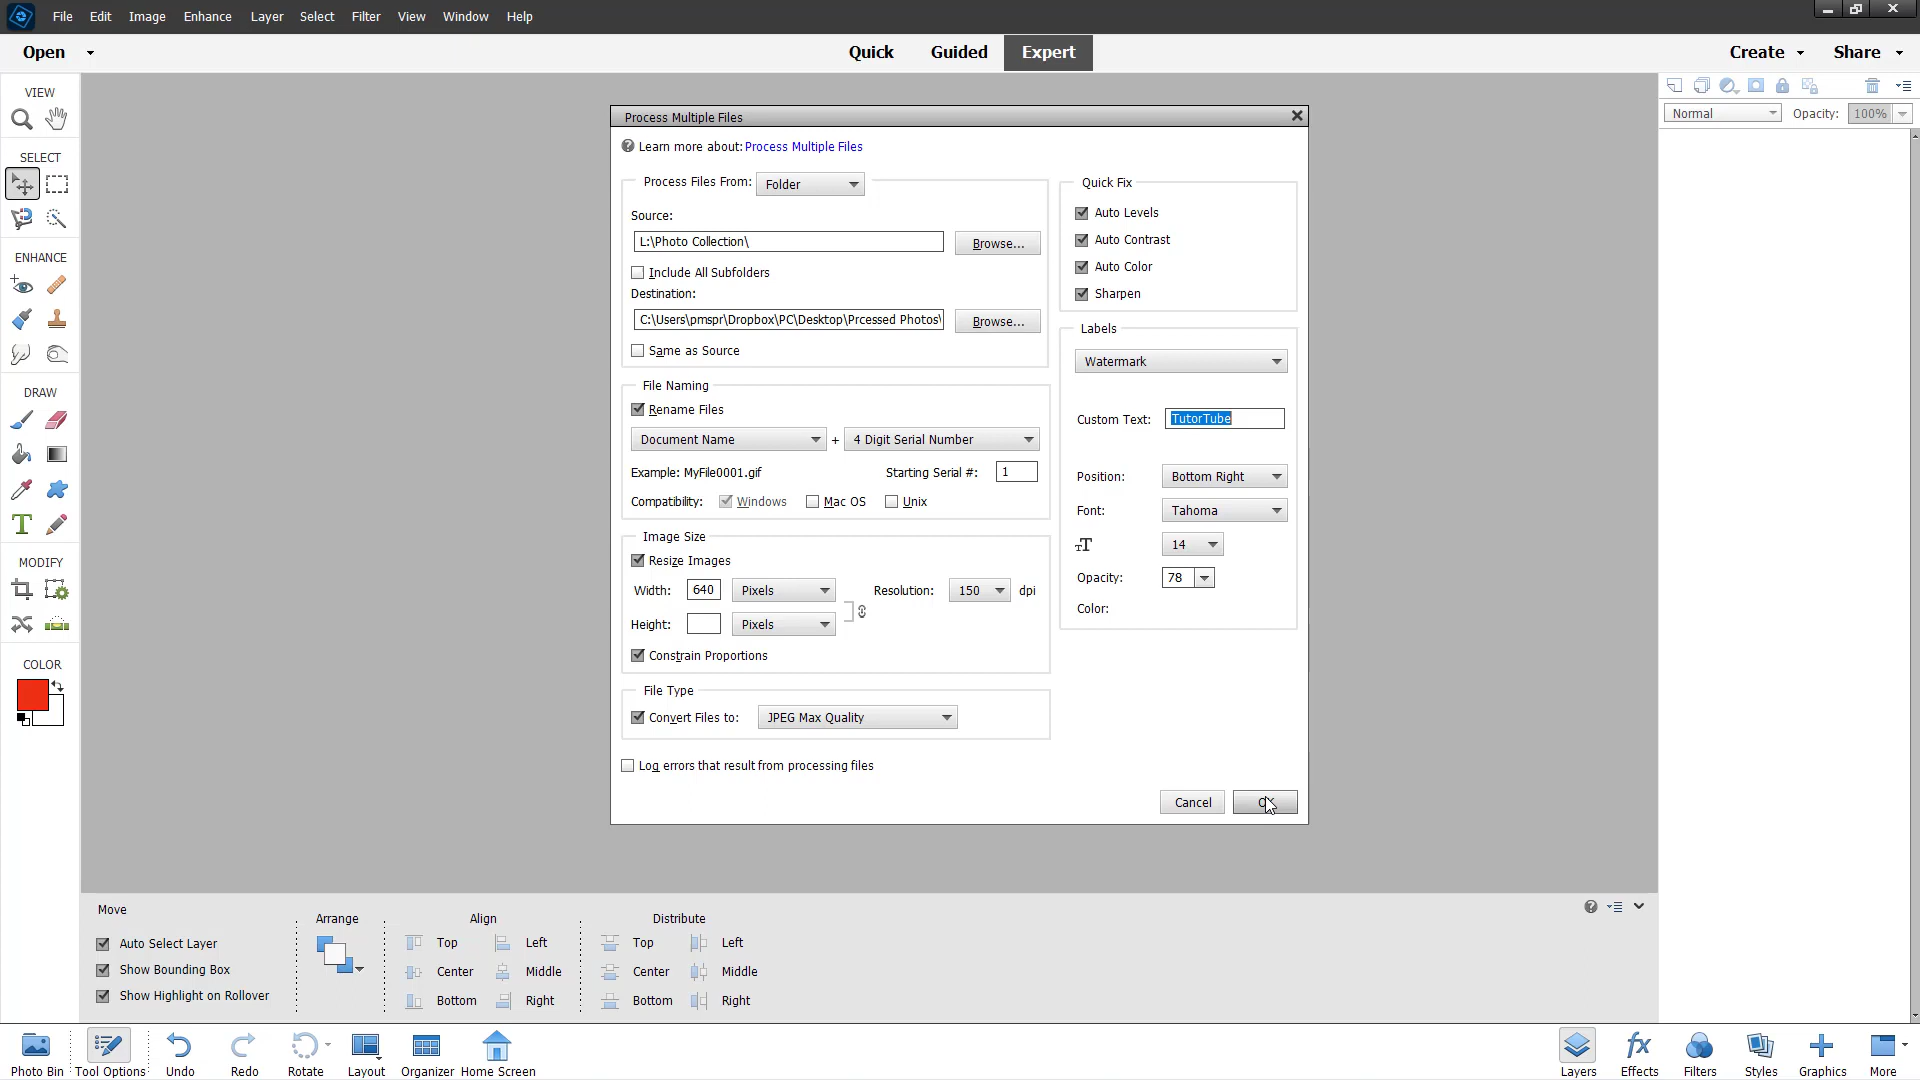 File Edit Image Enhance Layer Select Filter View Window Help
Open Quick Guided Expert Create Share
VIEW
SELECT
ENHANCE
DRAW
MODIFY
COLOR
Process Multiple Files
Learn more about: Process Multiple Files
Process Files From: Folder
Source:
L:\Photo Collection\ Browse...
Include All Subfolders
Destination:
C:\Users\pmspr\Dropbox\PC\Desktop\Prcessed Photos\ Browse...
Same as Source
File Naming
Rename Files
Document Name + 4 Digit Serial Number
Example: MyFile0001.gif Starting Serial #: 1
Compatibility: Windows Mac OS Unix
Image Size
Resize Images
Width: 640 Pixels Resolution: 150 dpi
Height: Pixels
Constrain Proportions
File Type
Convert Files to: JPEG Max Quality
Log errors that result from processing files
Quick Fix
Auto Levels
Auto Contrast
Auto Color
Sharpen
Labels
Watermark
Custom Text: TutorTube
Position: Bottom Right
Font: Tahoma
14
Opacity: 78
Color:
Cancel
Normal Opacity: 100%
Move
Auto Select Layer
Show Bounding Box
Show Highlight on Rollover
Arrange Align Distribute
Top Left Top Left
Center Middle Center Middle
Bottom Right Bottom Right
Photo Bin Tool Options Undo Redo Rotate Layout Organizer Home Screen Layers Effects Filters Styles Graphics More